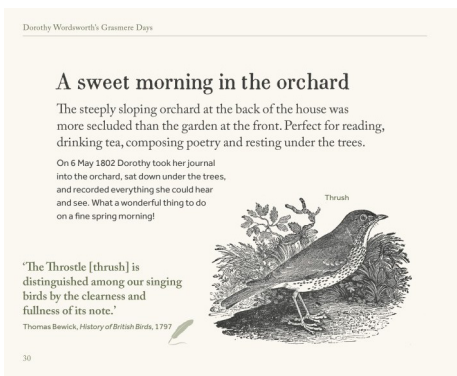 Dorothy Wordsworth's Grasmere Days
A sweet morning in the orchard
The steeply sloping orchard at the back of the house was
more secluded than the garden at the front. Perfect for reading,
drinking tea, composing poetry and resting under the trees.
On 6 May 1802 Dorothy took her journal
into the orchard, sat down under the trees,
and recorded everything she could hear
and see. What a wonderful thing to do
on a fine spring morning!
Thrush
‘The Throstle [thrush] is
distinguished among our singing
birds by the clearness and
fullness of its note.’
Thomas Bewick, History of British Birds, 1797
30